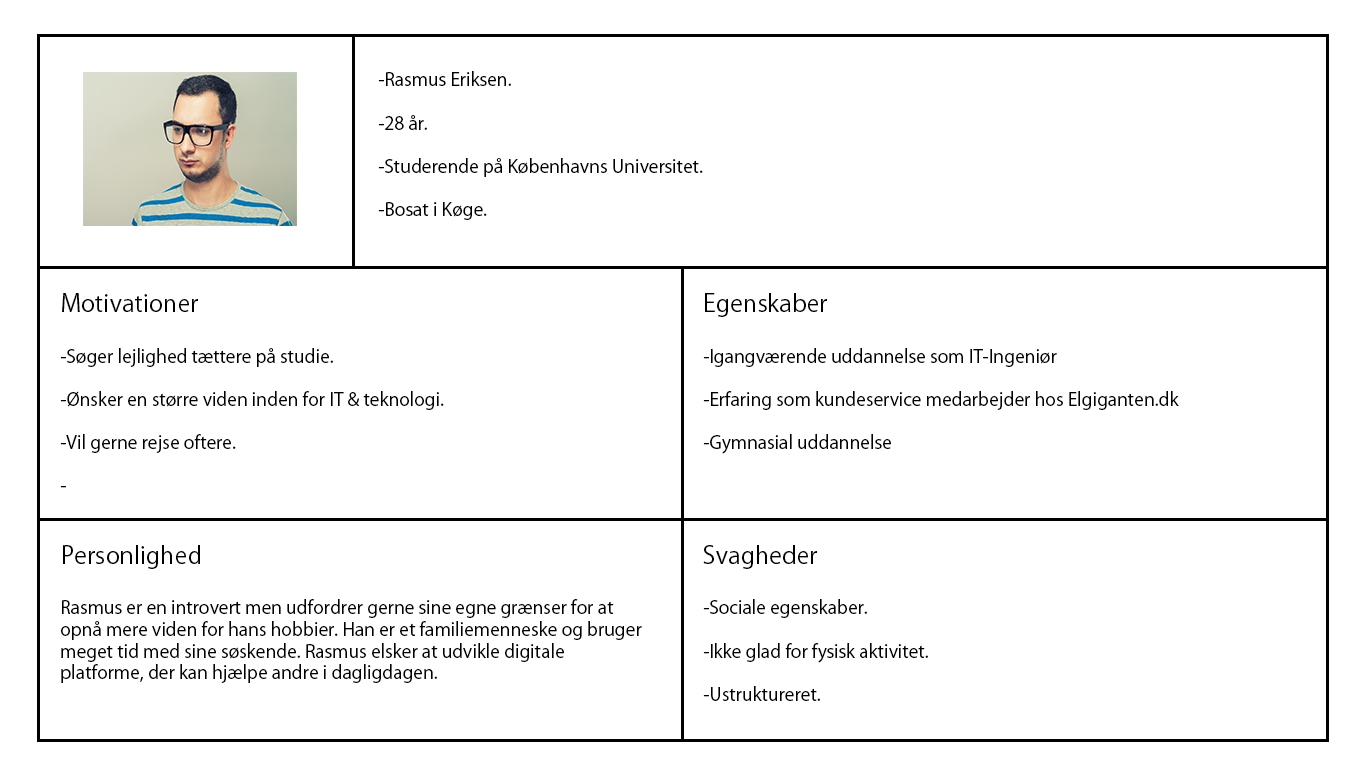 -Rasmus Eriksen.
-28 år.
-Studerende på Københavns Universitet.
-Bosat i Køge.
Motivationer
-Søger lejlighed tættere på studie.
-Ønsker en større viden inden for IT & teknologi.
-Vil gerne rejse oftere.
-
Egenskaber
-Igangværende uddannelse som IT-Ingeniør
-Erfaring som kundeservice medarbejder hos Elgiganten.dk
-Gymnasial uddannelse
Personlighed
Rasmus er en introvert men udfordrer gerne sine egne grænser for at
opnå mere viden for hans hobbier. Han er et familiemenneske og bruger
meget tid med sine søskende. Rasmus elsker at udvikle digitale
platforme, der kan hjælpe andre i dagligdagen.
Svagheder
-Sociale egenskaber.
-Ikke glad for fysisk aktivitet.
-Ustruktureret.